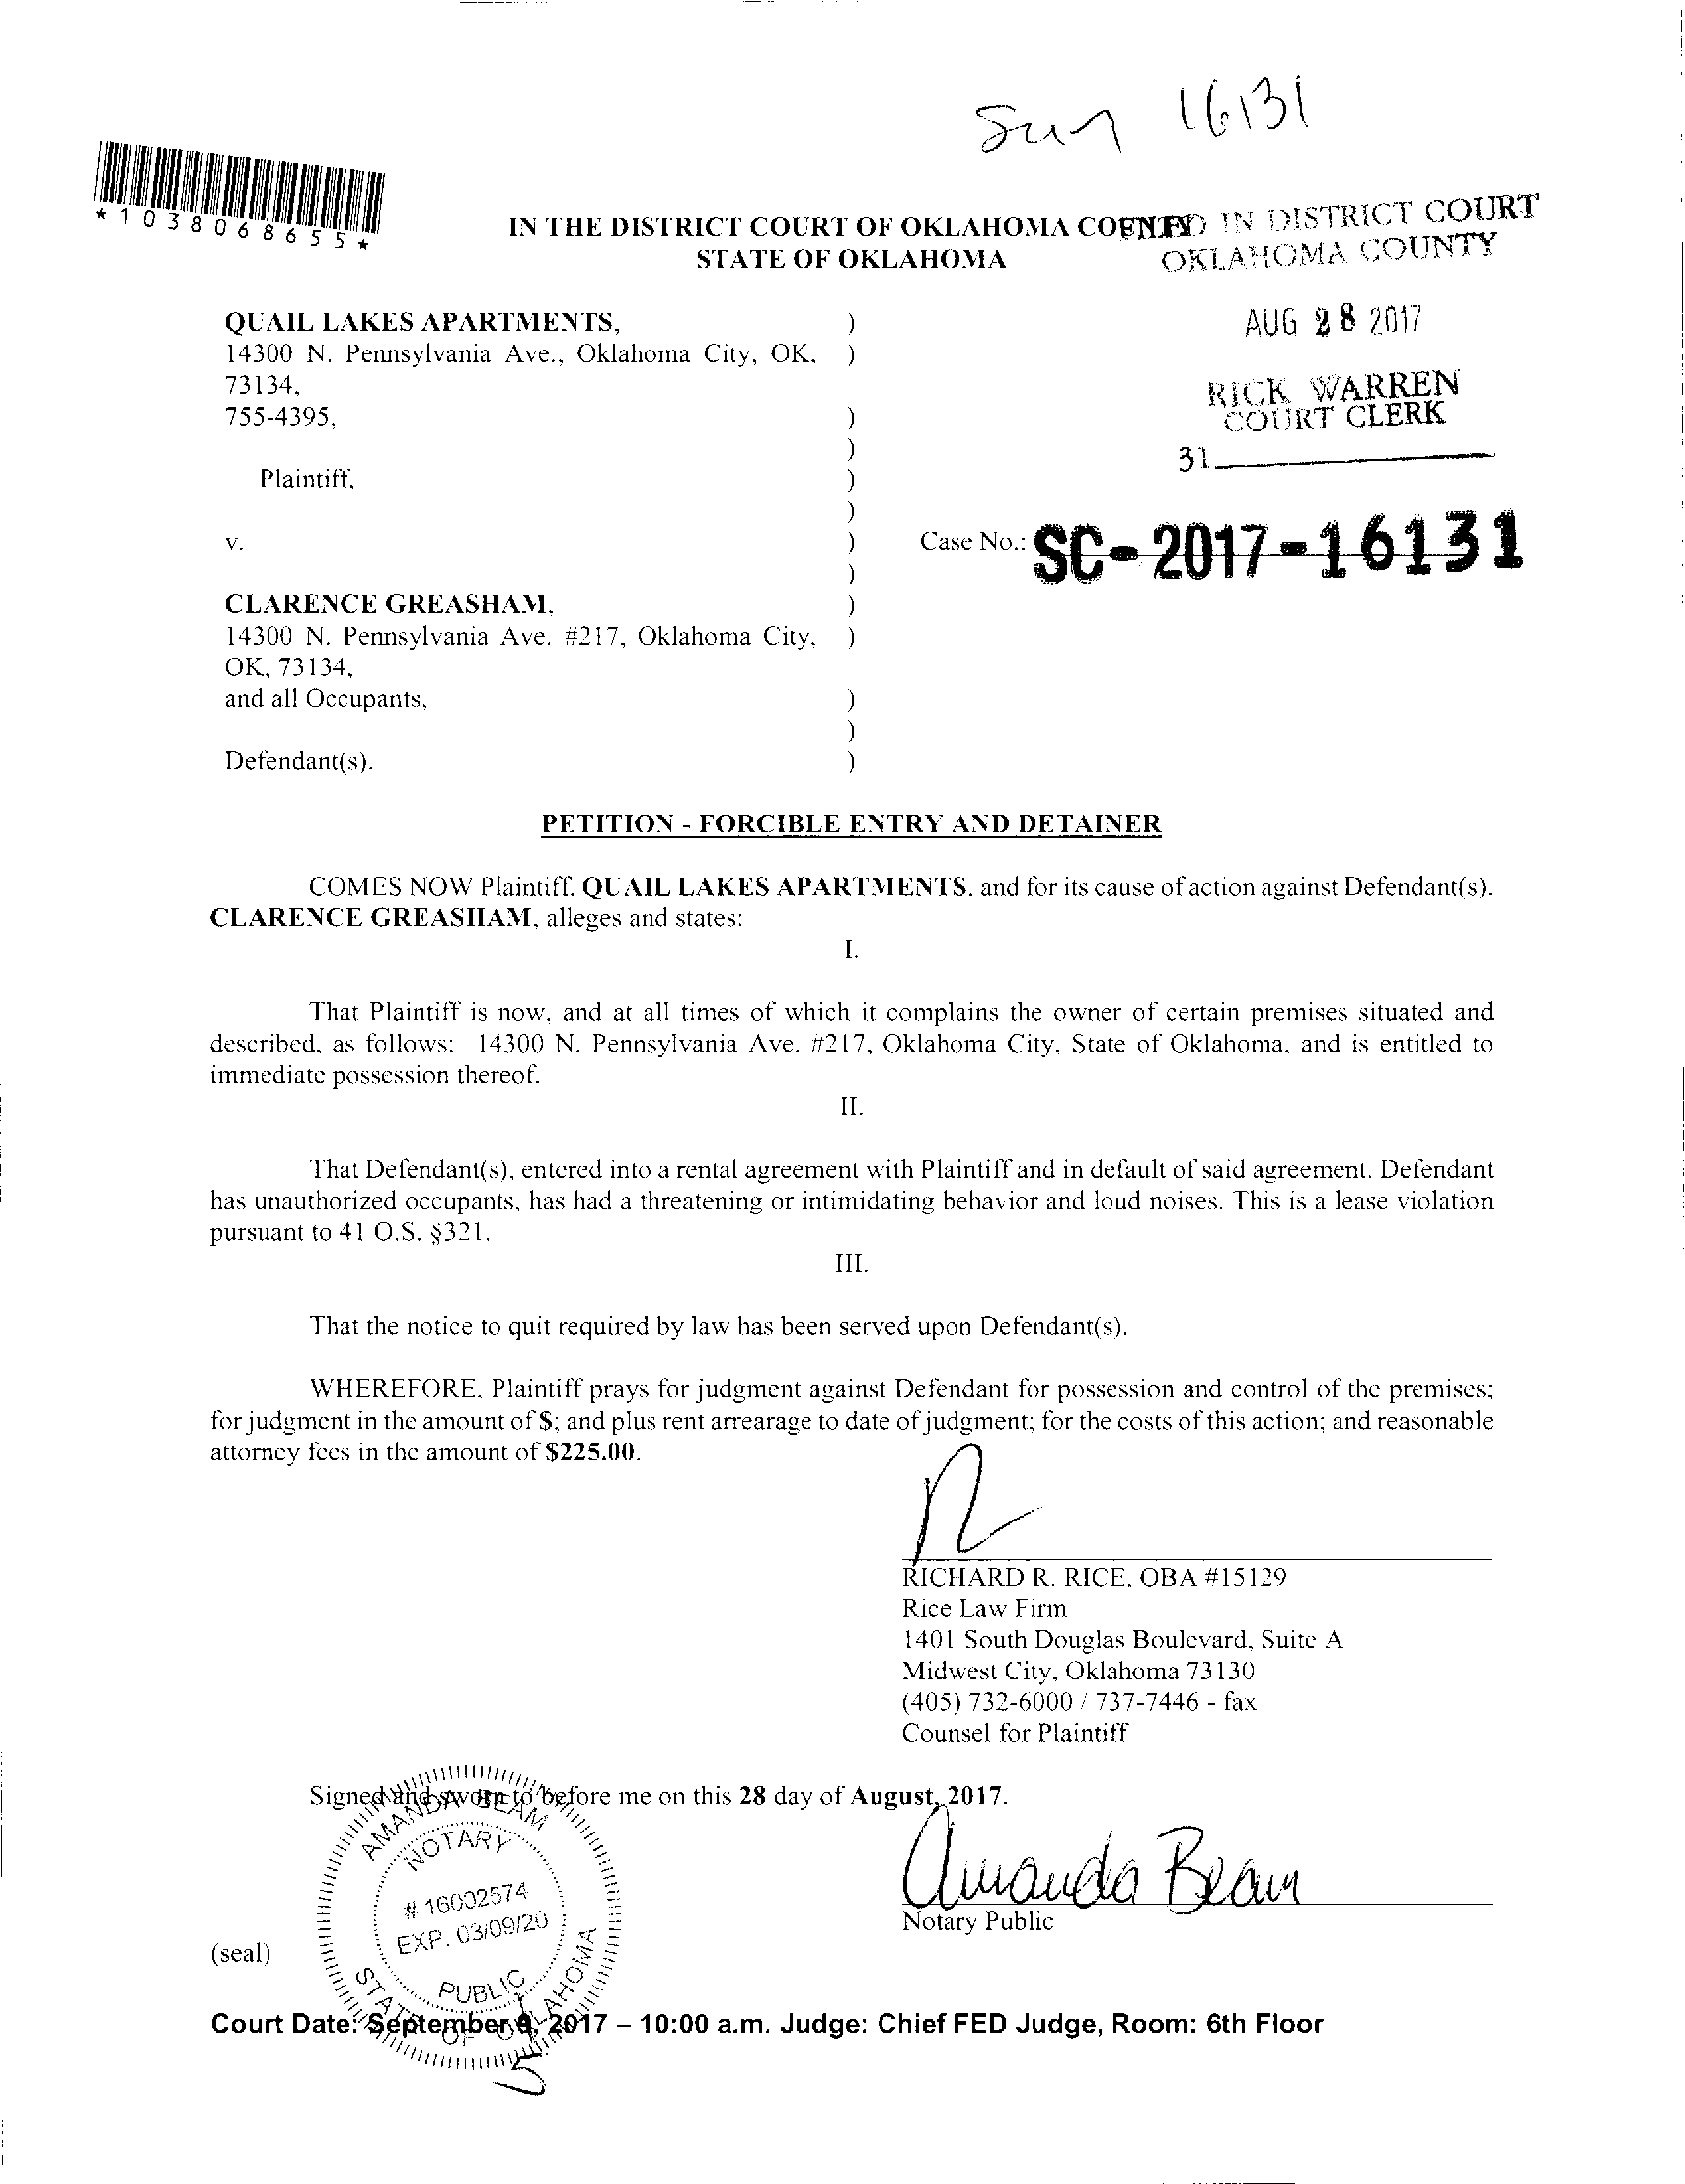 16131
*1038068655*
IN THE DISTRICT COURT OF OKLAHOMA COUNTY
STATE OF OKLAHOMA
FILED IN DISTRICT COURT
OKLAHOMA COUNTY
AUG 28 2017
RICK WARREN
COURT CLERK
31
QUAIL LAKES APARTMENTS, )
14300 N. Pennsylvania Ave., Oklahoma City, OK, )
73134,
755-4395, )
)
Plaintiff, )
)
v. )
Case No.: SC-2017-16131
)
CLARENCE GREASHAM, )
14300 N. Pennsylvania Ave. #217, Oklahoma City, )
OK, 73134,
and all Occupants, )
)
Defendant(s). )
PETITION - FORCIBLE ENTRY AND DETAINER
COMES NOW Plaintiff, QUAIL LAKES APARTMENTS, and for its cause of action against Defendant(s),
CLARENCE GREASHAM, alleges and states:
I.
That Plaintiff is now, and at all times of which it complains the owner of certain premises situated and
described, as follows: 14300 N. Pennsylvania Ave. #217, Oklahoma City, State of Oklahoma, and is entitled to
immediate possession thereof.
II.
That Defendant(s), entered into a rental agreement with Plaintiff and in default of said agreement. Defendant
has unauthorized occupants, has had a threatening or intimidating behavior and loud noises. This is a lease violation
pursuant to 41 O.S. §321.
III.
That the notice to quit required by law has been served upon Defendant(s).
WHEREFORE, Plaintiff prays for judgment against Defendant for possession and control of the premises;
for judgment in the amount of $; and plus rent arrearage to date of judgment; for the costs of this action; and reasonable
attorney fees in the amount of $225.00.
RICHARD R. RICE, OBA #15129
Rice Law Firm
1401 South Douglas Boulevard, Suite A
Midwest City, Oklahoma 73130
(405) 732-6000 / 737-7446 - fax
Counsel for Plaintiff
Signed and sworn to before me on this 28 day of August, 2017.
AMANDA BEAM
NOTARY
# 16002574
EXP. 03/09/20
PUBLIC
STATE OF OKLAHOMA
Amanda Beam
Notary Public
(seal)
Court Date: September , 2017 – 10:00 a.m. Judge: Chief FED Judge, Room: 6th Floor
5